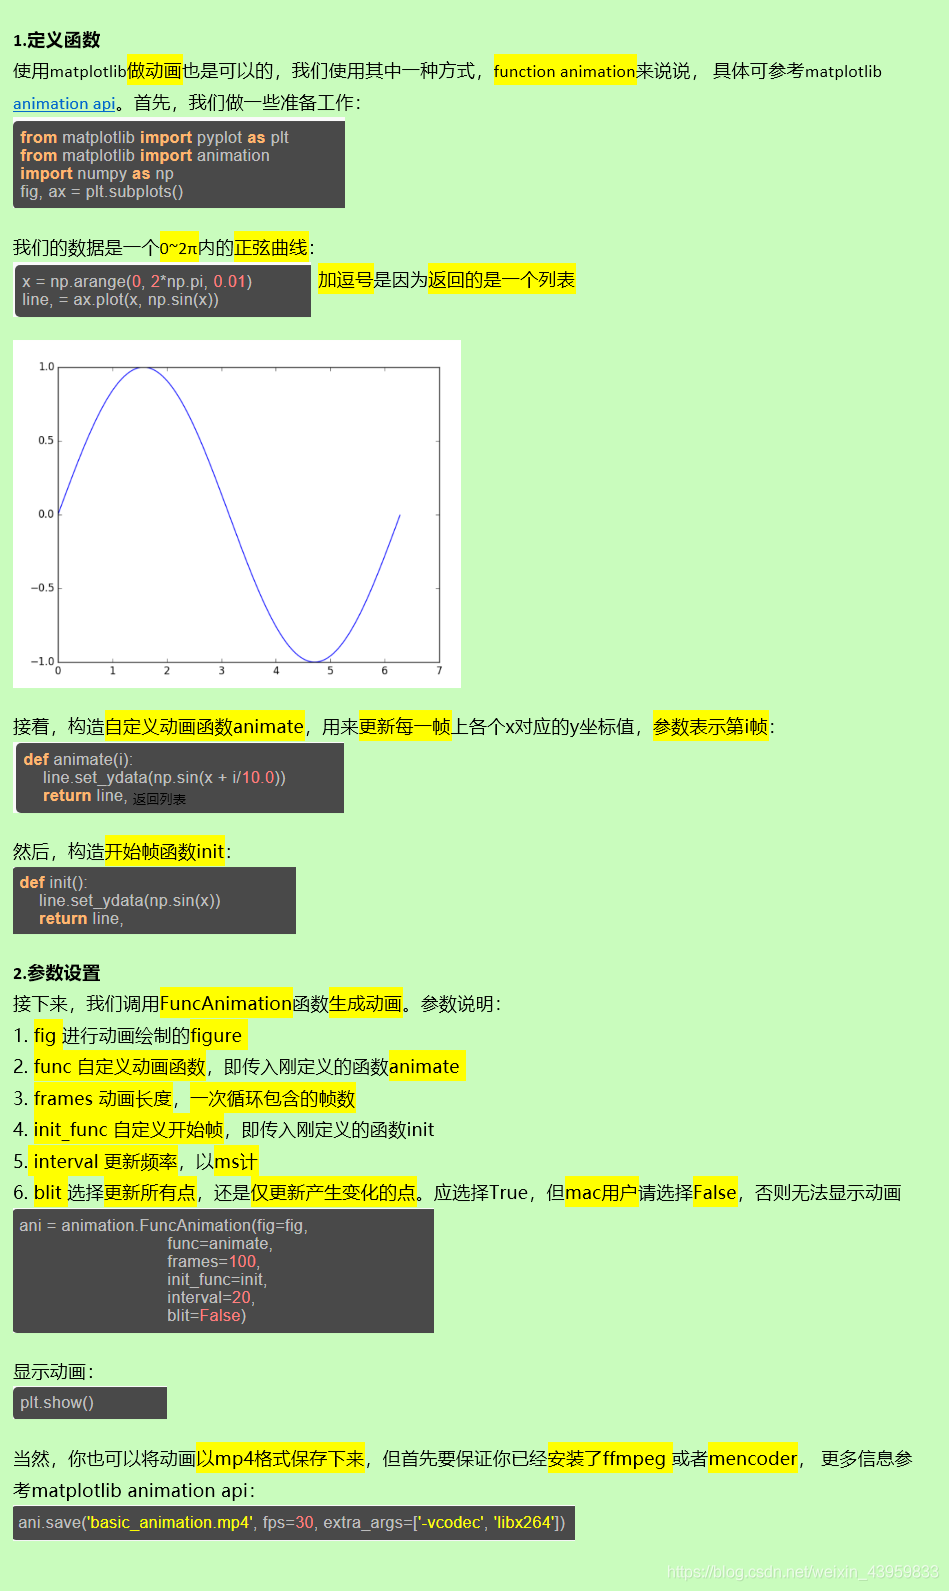 1.定义函数
使用matplotlib做动画也是可以的，我们使用其中一种方式，function animation来说说， 具体可参考matplotlib
animation api。首先，我们做一些准备工作：
from matplotlib import pyplot as plt
from matplotlib import animation
import numpy as np
fig, ax = plt.subplots()
我们的数据是一个0~2π内的正弦曲线：
x = np.arange(0, 2*np.pi, 0.01)
line, = ax.plot(x, np.sin(x))
加逗号是因为返回的是一个列表
1.0
0.5
0.0
−0.5
−1.0
0 1 2 3 4 5 6 7
接着，构造自定义动画函数animate，用来更新每一帧上各个x对应的y坐标值，参数表示第i帧：
def animate(i):
line.set_ydata(np.sin(x + i/10.0))
return line, 返回列表
然后，构造开始帧函数init：
def init():
line.set_ydata(np.sin(x))
return line,
2.参数设置
接下来，我们调用FuncAnimation函数生成动画。参数说明：
1. fig 进行动画绘制的figure
2. func 自定义动画函数，即传入刚定义的函数animate
3. frames 动画长度，一次循环包含的帧数
4. init_func 自定义开始帧，即传入刚定义的函数init
5. interval 更新频率，以ms计
6. blit 选择更新所有点，还是仅更新产生变化的点。应选择True，但mac用户请选择False，否则无法显示动画
ani = animation.FuncAnimation(fig=fig,
func=animate,
frames=100,
init_func=init,
interval=20,
blit=False)
显示动画：
plt.show()
当然，你也可以将动画以mp4格式保存下来，但首先要保证你已经安装了ffmpeg 或者mencoder， 更多信息参
考matplotlib animation api：
ani.save('basic_animation.mp4', fps=30, extra_args=['-vcodec', 'libx264'])
https://blog.csdn.net/weixin_43959833